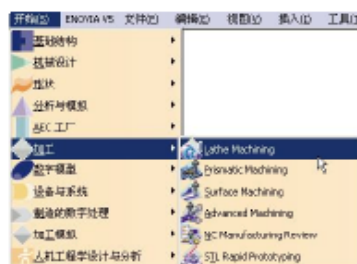 开始(S) ENOVIA V5 文件(F) 编辑(E) 视图(V) 插入(I) 工具(T)
基础结构
机械设计
形状
分析与模拟
AEC 工厂
加工
数字模型
设备与系统
制造的数字处理
加工模拟
人机工程学设计与分析
Lathe Machining
Prismatic Machining
Surface Machining
Advanced Machining
NC Manufacturing Review
STL Rapid Prototyping